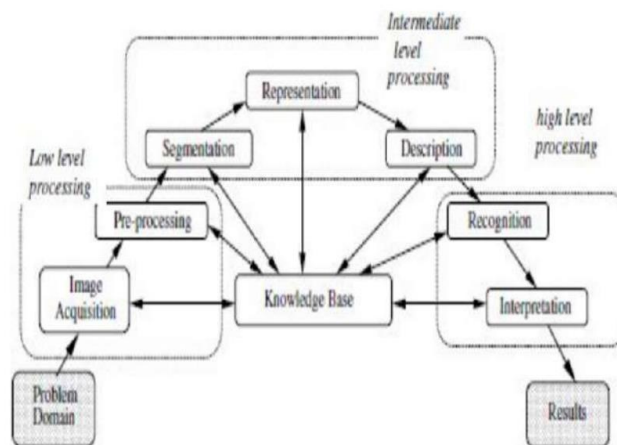 Intermediate
level
processing
Representation
Segmentation
Description
high level
processing
Low level
processing
Pre-processing
Recognition
Image
Acquisition
Knowledge Base
Interpretation
Problem
Domain
Results